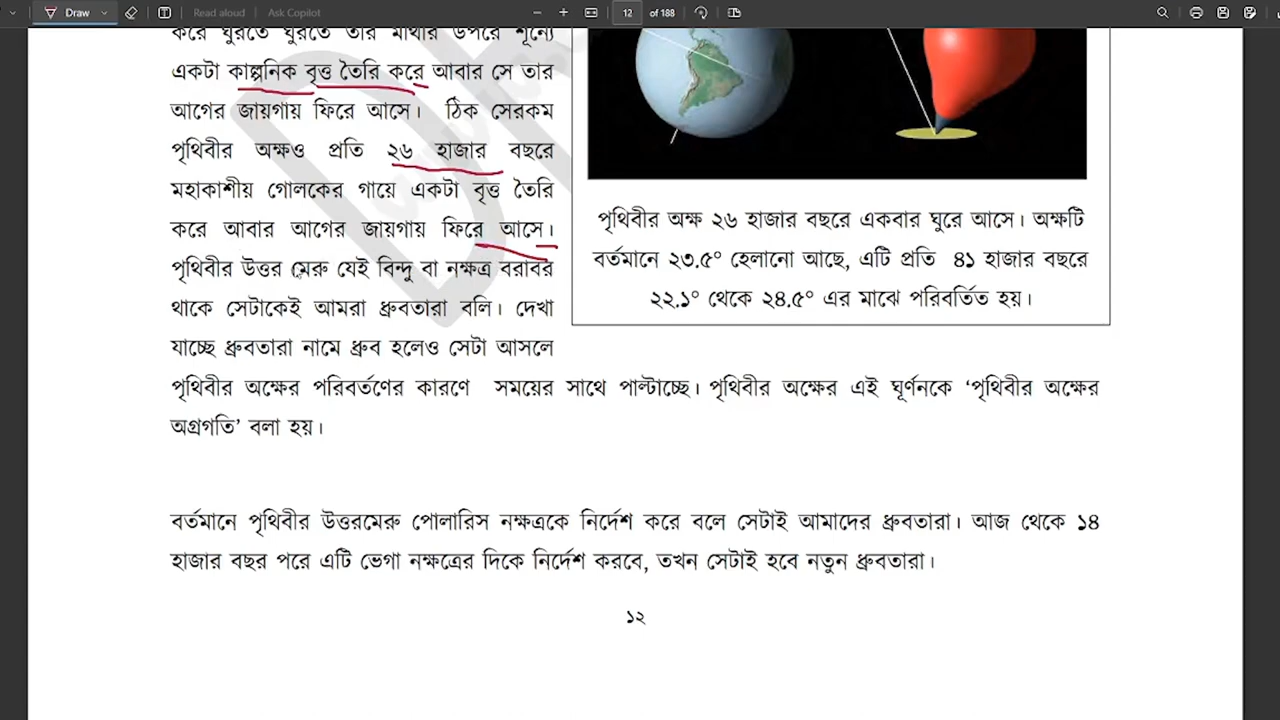 Draw
Read aloud
Ask Copilot
12 of 188
করে ঘুরতে ঘুরতে তার মাথার উপরে শূন্যে
একটা কাল্পনিক বৃত্ত তৈরি করে আবার সে তার
আগের জায়গায় ফিরে আসে। ঠিক সেরকম
পৃথিবীর অক্ষও প্রতি ২৬ হাজার বছরে
মহাকাশীয় গোলকের গায়ে একটা বৃত্ত তৈরি
করে আবার আগের জায়গায় ফিরে আসে।
পৃথিবীর উত্তর মেরু যেই বিন্দু বা নক্ষত্র বরাবর
থাকে সেটাকেই আমরা ধ্রুবতারা বলি। দেখা
যাচ্ছে ধ্রুবতারা নামে ধ্রুব হলেও সেটা আসলে
পৃথিবীর অক্ষের পরিবর্তণের কারণে সময়ের সাথে পাল্টাচ্ছে। পৃথিবীর অক্ষের এই ঘূর্ণনকে ‘পৃথিবীর অক্ষের
অগ্রগতি’ বলা হয়।
পৃথিবীর অক্ষ ২৬ হাজার বছরে একবার ঘুরে আসে। অক্ষটি
বর্তমানে ২৩.৫° হেলানো আছে, এটি প্রতি ৪১ হাজার বছরে
২২.১° থেকে ২৪.৫° এর মাঝে পরিবর্তিত হয়।
বর্তমানে পৃথিবীর উত্তরমেরু পোলারিস নক্ষত্রকে নির্দেশ করে বলে সেটাই আমাদের ধ্রুবতারা। আজ থেকে ১৪
হাজার বছর পরে এটি ভেগা নক্ষত্রের দিকে নির্দেশ করবে, তখন সেটাই হবে নতুন ধ্রুবতারা।
১২